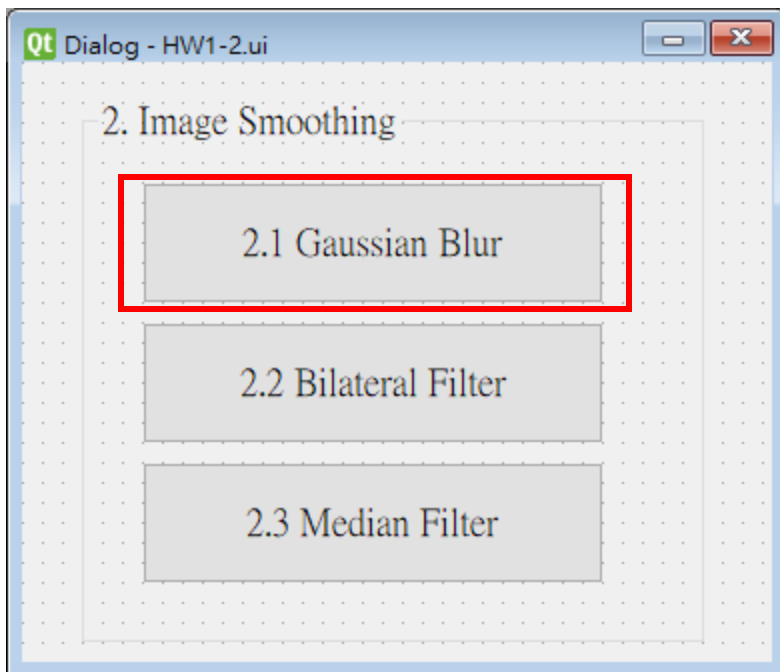 Qt Dialog - HW1-2.ui
2. Image Smoothing
2.1 Gaussian Blur
2.2 Bilateral Filter
2.3 Median Filter